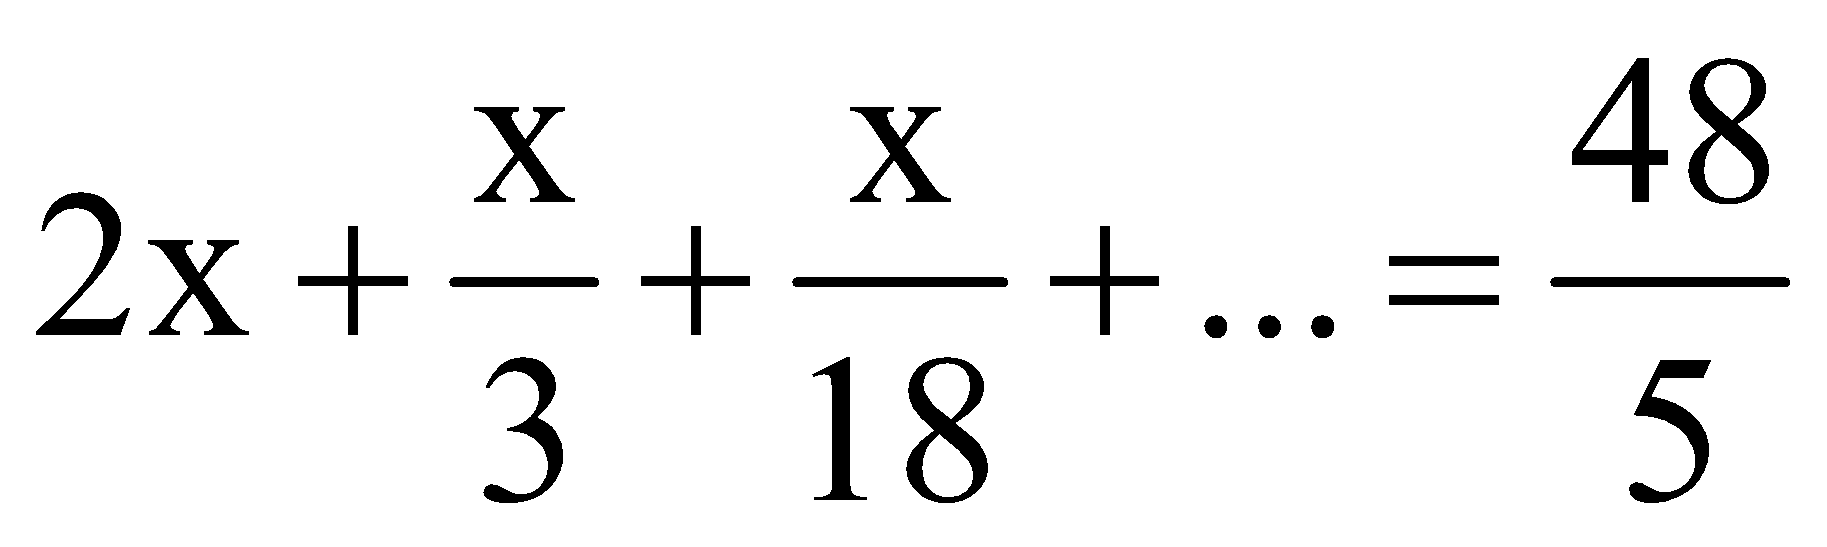 2x + x/3 + x/18 + ... = 48/5